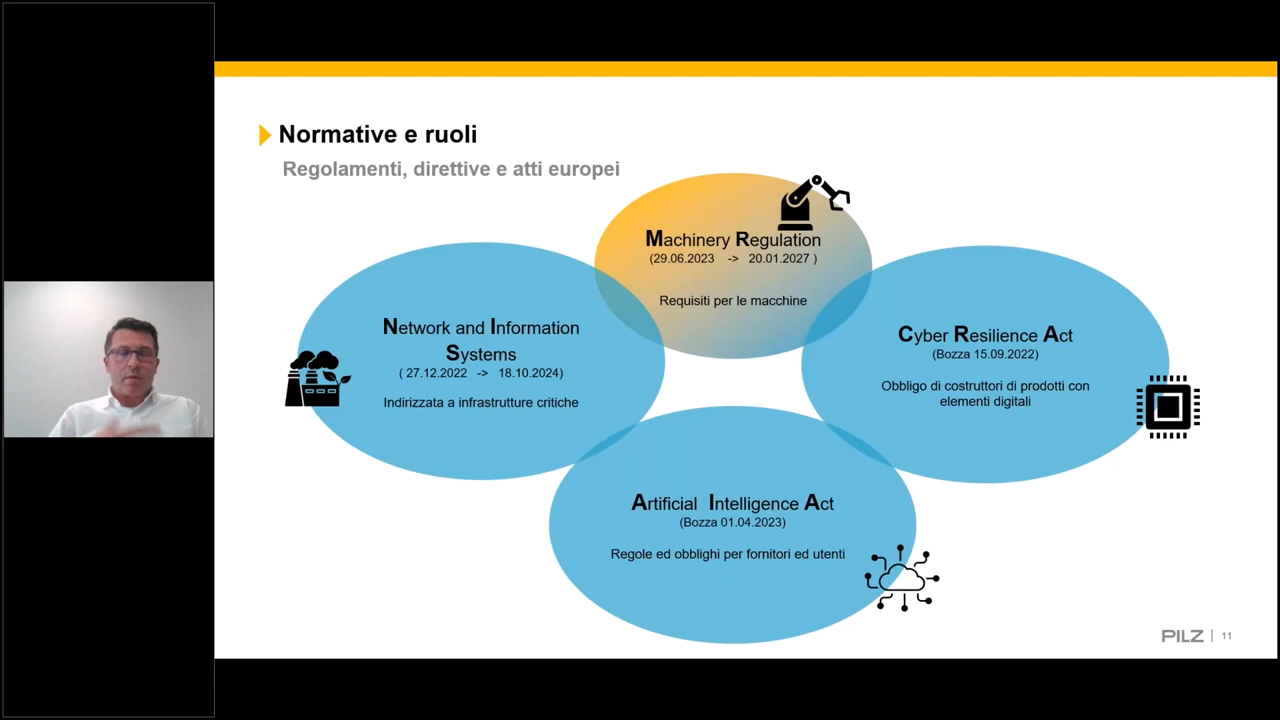 Normative e ruoli
Regolamenti, direttive e atti europei
Machinery Regulation
(29.06.2023 -> 20.01.2027 )
Requisiti per le macchine
Network and Information
Systems
( 27.12.2022 -> 18.10.2024)
Indirizzata a infrastrutture critiche
Cyber Resilience Act
(Bozza 15.09.2022)
Obbligo di costruttori di prodotti con
elementi digitali
Artificial Intelligence Act
(Bozza 01.04.2023)
Regole ed obblighi per fornitori ed utenti
PILZ | 11